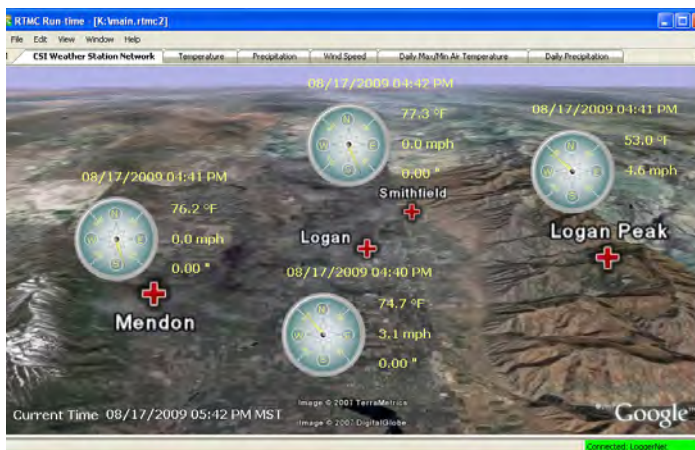 RTMC Run-time - [K:\main.rtmc2]
File Edit View Window Help
CSI Weather Station Network Temperature Precipitation Wind Speed Daily Max/Min Air Temperature Daily Precipitation
08/17/2009 04:42 PM
N
W E
S
77.3 °F
0.0 mph
0.00 "
Smithfield
08/17/2009 04:41 PM
N
W E
S
53.0 °F
4.6 mph
Logan Peak
08/17/2009 04:41 PM
N
W E
S
76.2 °F
0.0 mph
0.00 "
Mendon
Logan
08/17/2009 04:40 PM
N
W E
S
74.7 °F
3.1 mph
0.00 "
Current Time 08/17/2009 05:42 PM MST
Image © 2007 TerraMetrics
Image © 2007 DigitalGlobe
Google
Connected: LoggerNet